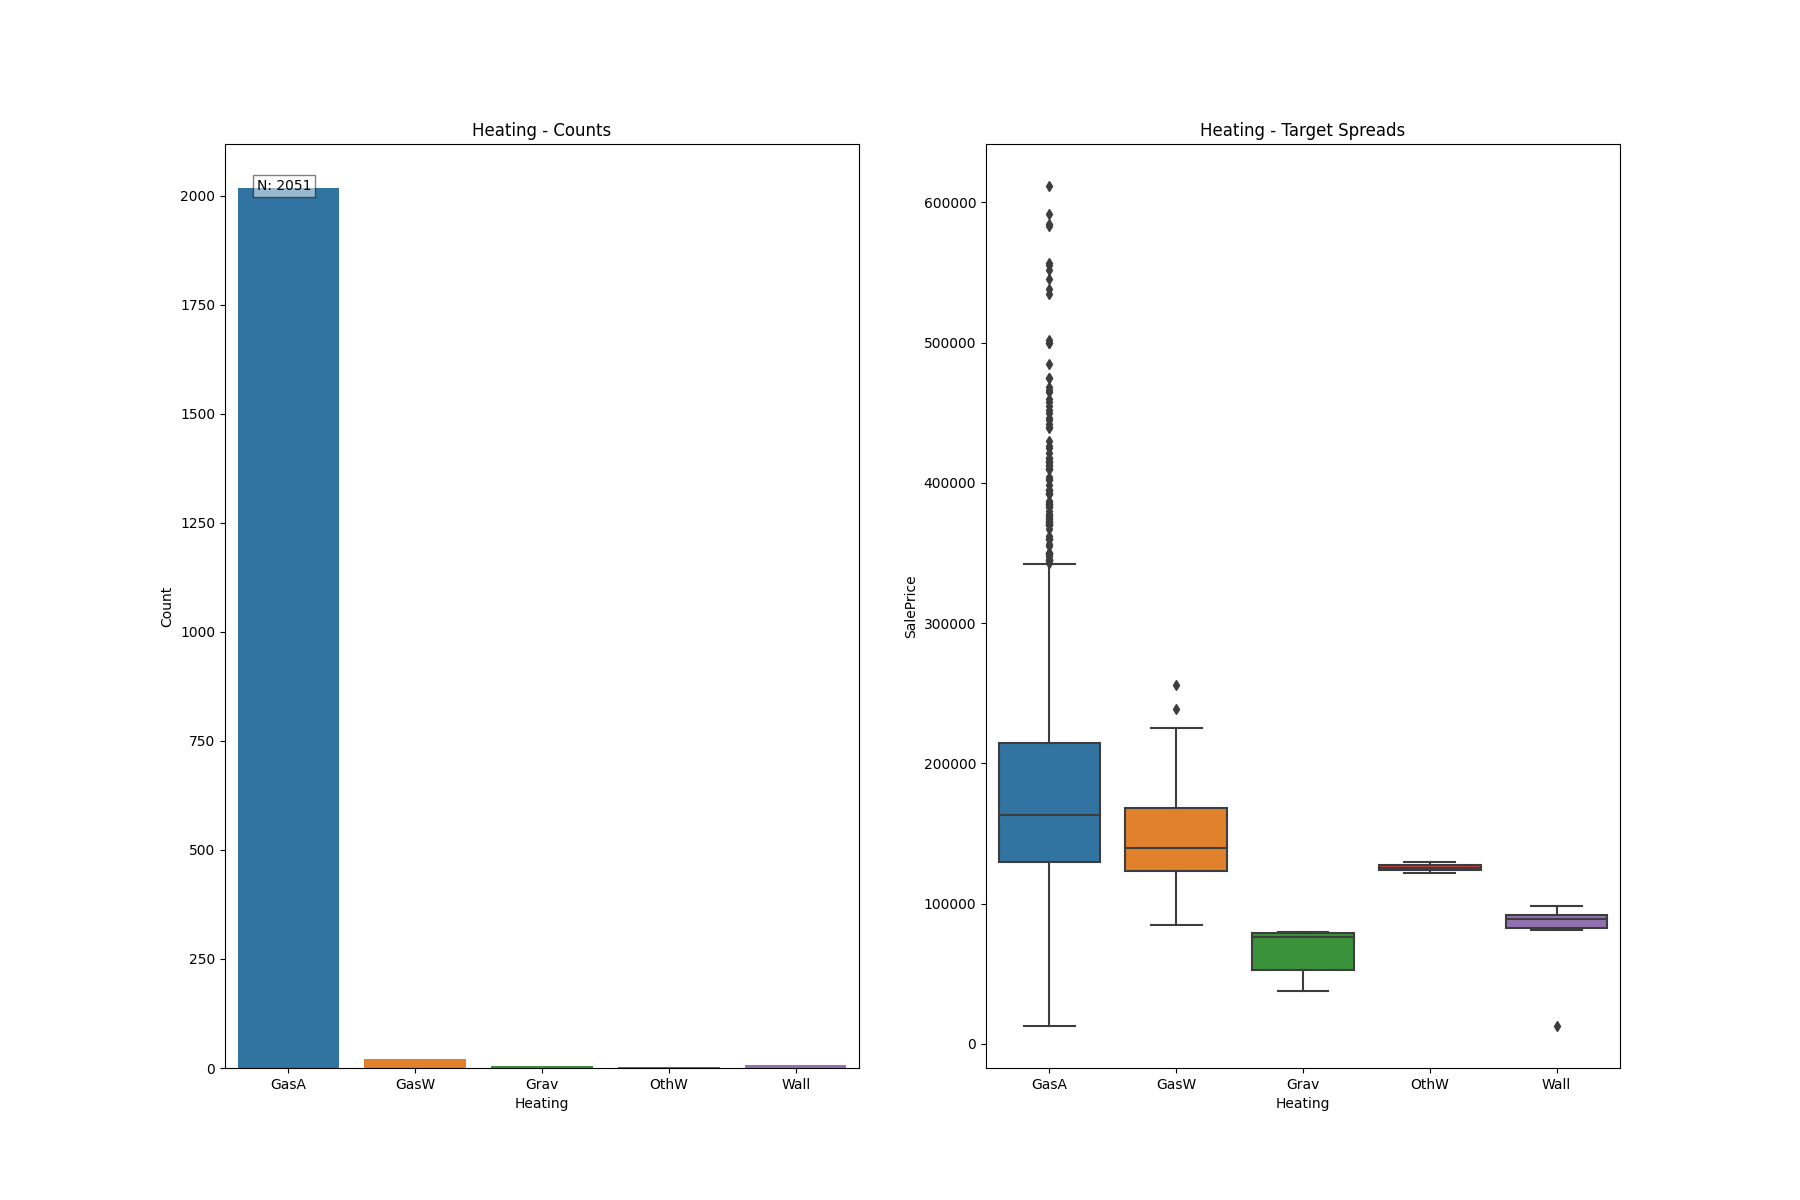 Heating - Counts
N: 2051
2000
1750
1500
1250
1000
750
500
250
0
Count
GasA GasW Grav OthW Wall
Heating
Heating - Target Spreads
600000
500000
400000
300000
200000
100000
0
SalePrice
GasA GasW Grav OthW Wall
Heating